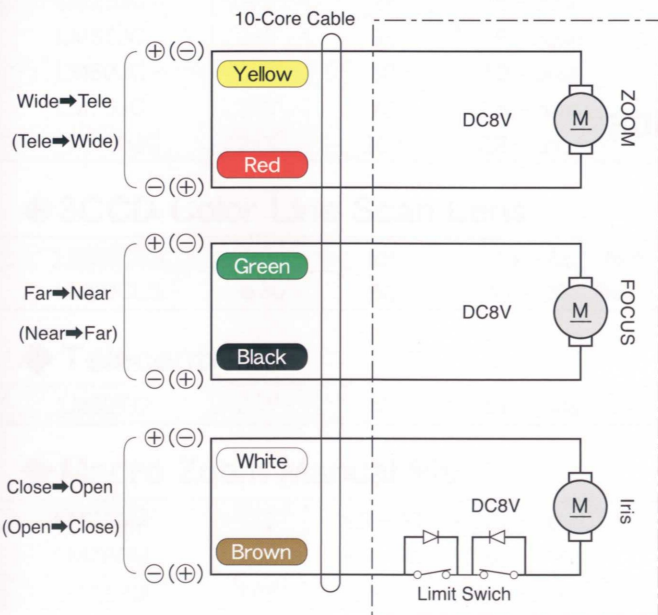 10-Core Cable
⊕(⊖)
Yellow
Wide➡Tele
(Tele➡Wide)
DC8V
M
ZOOM
Red
⊖(⊕)
⊕(⊖)
Green
Far➡Near
(Near➡Far)
DC8V
M
FOCUS
Black
⊖(⊕)
⊕(⊖)
White
Close➡Open
(Open➡Close)
DC8V
M
Iris
Brown
⊖(⊕)
Limit Swich